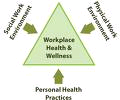 Social Work
Environment
Physical Work
Environment
Workplace
Health &
Wellness
Personal Health
Practices